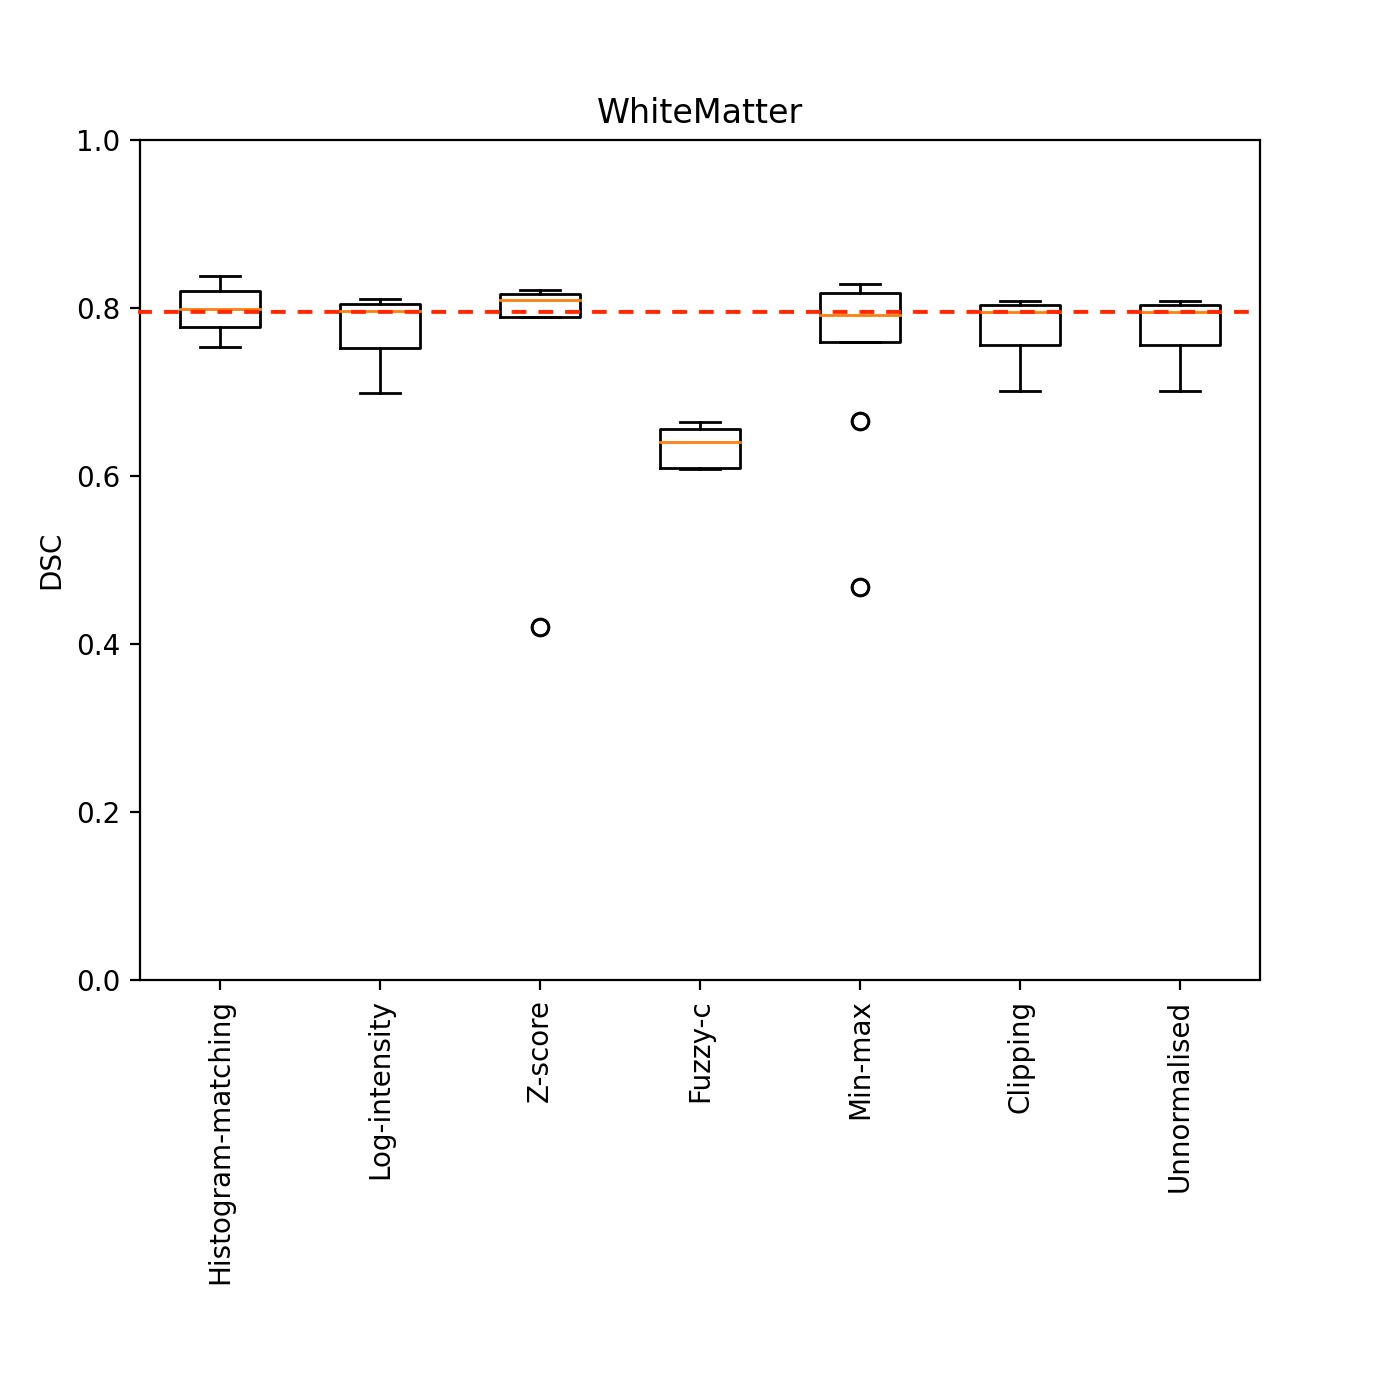 WhiteMatter
1.0
0.8
0.6
0.4
0.2
0.0
DSC
Histogram-matching
Log-intensity
Z-score
Fuzzy-c
Min-max
Clipping
Unnormalised